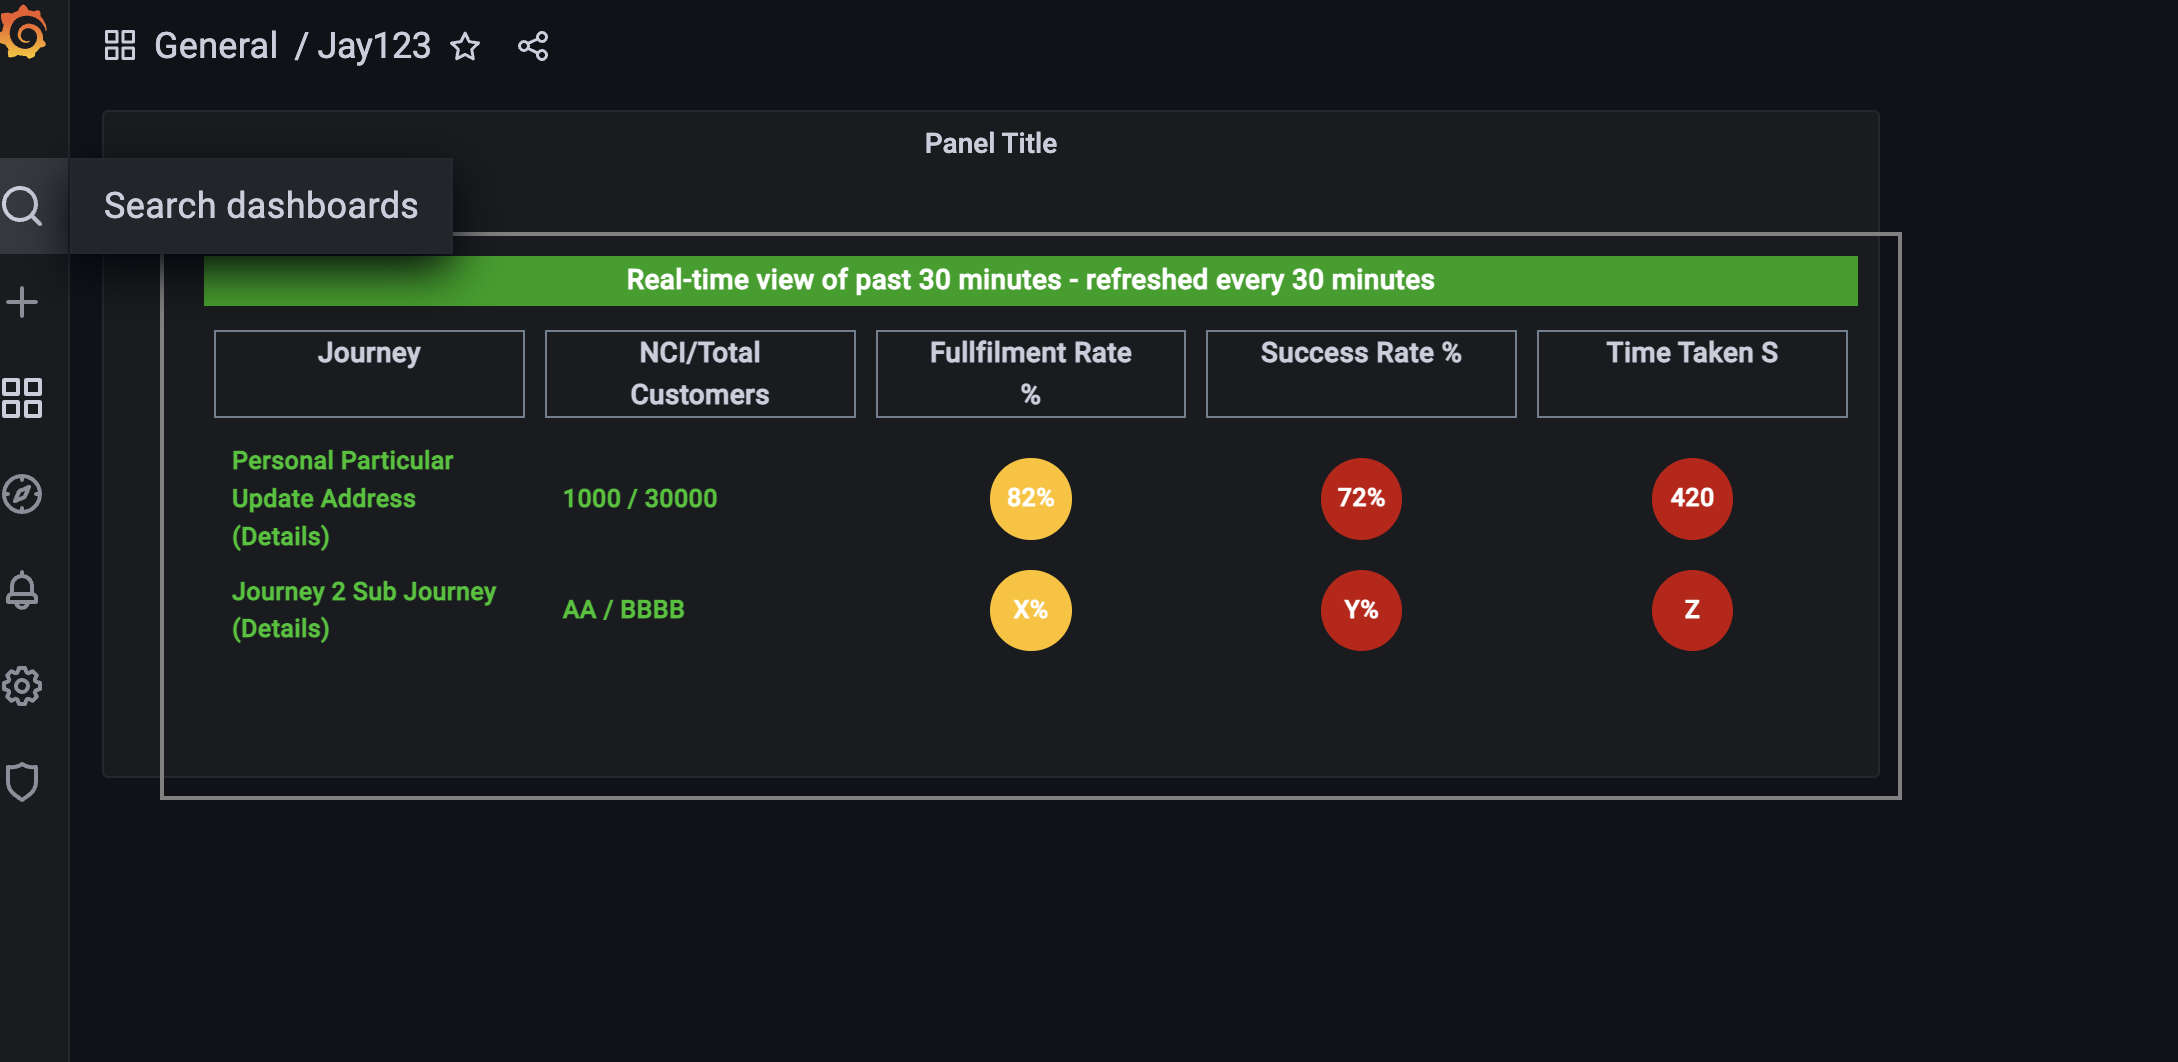 General / Jay123
Panel Title
Search dashboards
Real-time view of past 30 minutes - refreshed every 30 minutes
Journey
NCI/Total
Customers
Fullfilment Rate
%
Success Rate %
Time Taken S
Personal Particular
Update Address
(Details)
1000 / 30000
82%
72%
420
Journey 2 Sub Journey
(Details)
AA / BBBB
X%
Y%
Z